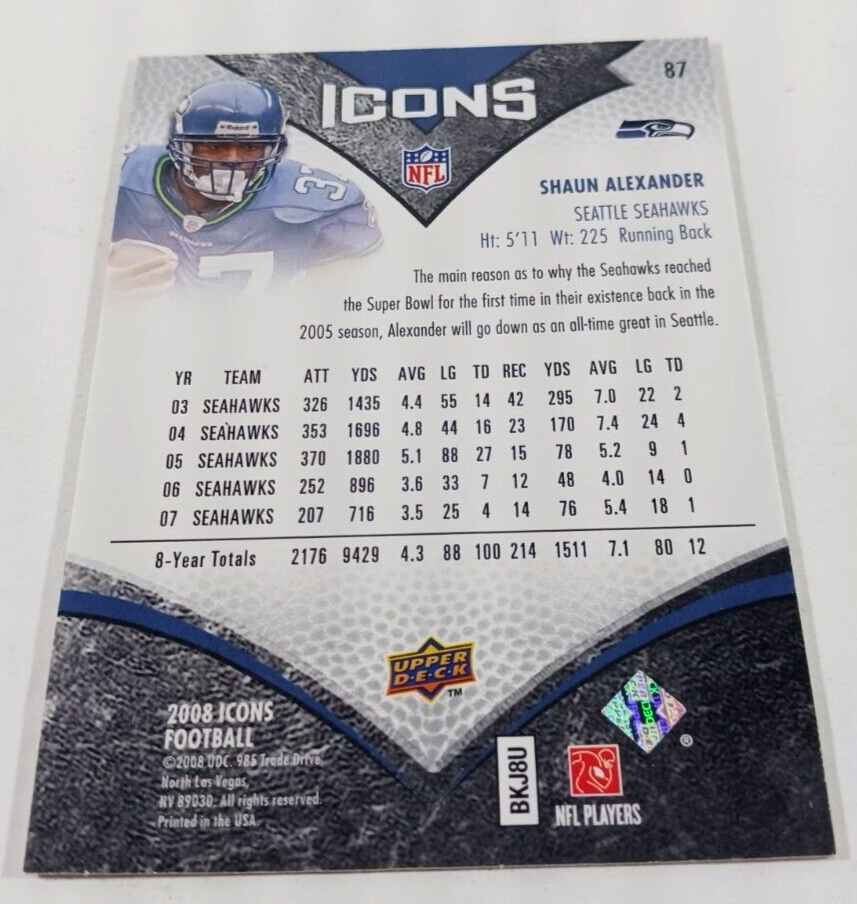 87
ICONS
NFL
SHAUN ALEXANDER
SEATTLE SEAHAWKS
Ht: 5'11 Wt: 225 Running Back
The main reason as to why the Seahawks reached
the Super Bowl for the first time in their existence back in the
2005 season, Alexander will go down as an all-time great in Seattle.
YR TEAM ATT YDS AVG LG TD REC YDS AVG LG TD
03 SEAHAWKS 326 1435 4.4 55 14 42 295 7.0 22 2
04 SEAHAWKS 353 1696 4.8 44 16 23 170 7.4 24 4
05 SEAHAWKS 370 1880 5.1 88 27 15 78 5.2 9 1
06 SEAHAWKS 252 896 3.6 33 7 12 48 4.0 14 0
07 SEAHAWKS 207 716 3.5 25 4 14 76 5.4 18 1
8-Year Totals 2176 9429 4.3 88 100 214 1511 7.1 80 12
UPPER
D·E·C·K
TM
2008 ICONS
FOOTBALL
©2008 UDC. 985 Trade Drive,
North Las Vegas,
NV 89030. All rights reserved.
Printed in the USA.
BKJ8U
NFL PLAYERS
®